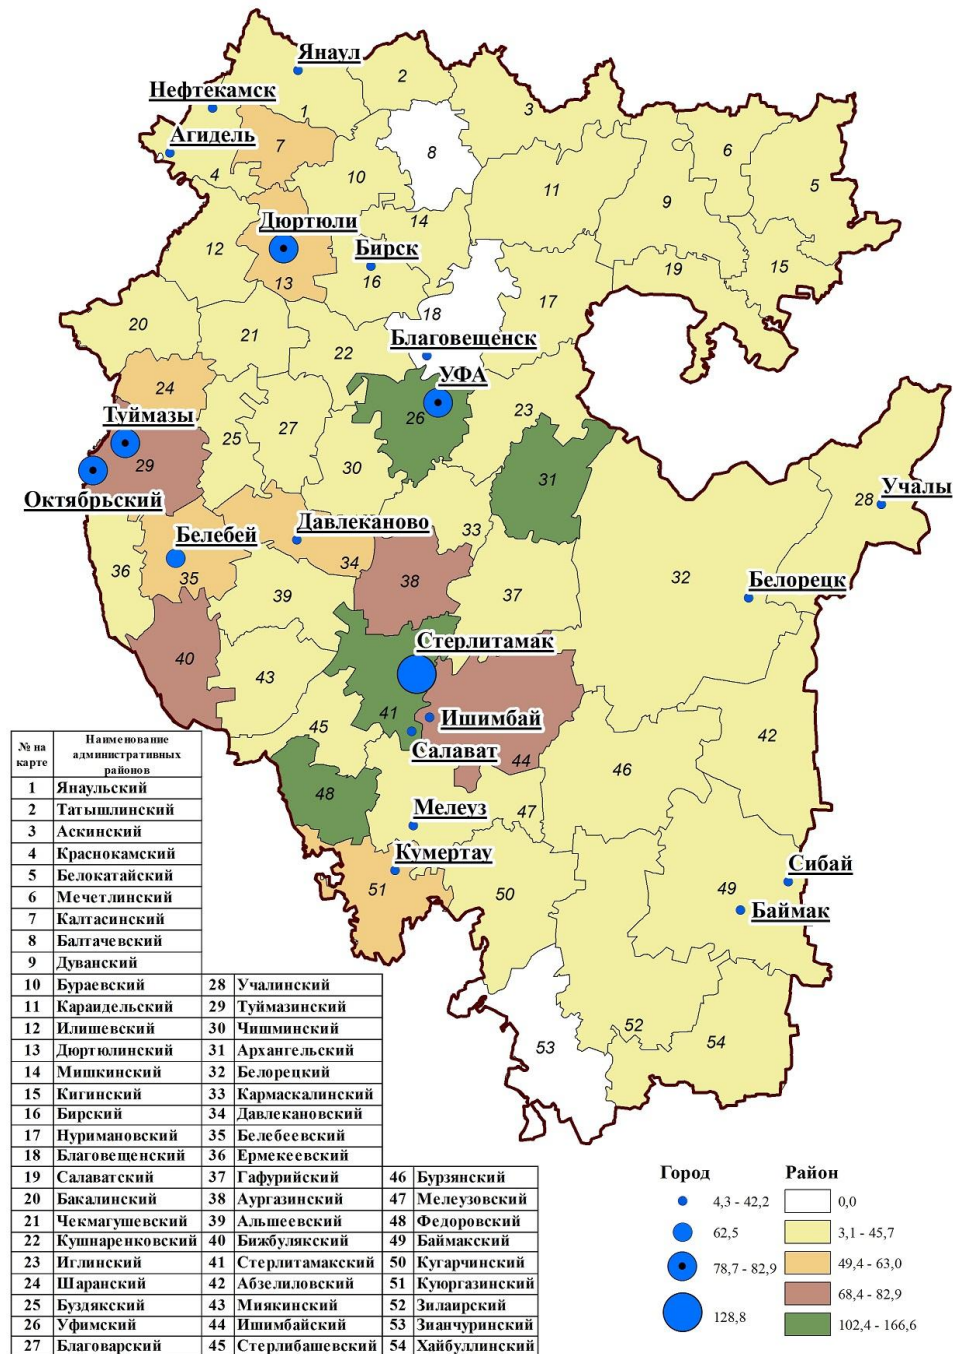 Янаул
2
Нефтекамск
1
3
Агидель
7
8
6
4
10
11
5
9
14
Дюртюли
12
Бирск
13
16
19
15
17
20
18
21
Благовещенск
22
УФА
24
23
Туймазы
26
25
27
29
30
31
28
Учалы
Октябрьский
Давлеканово
33
Белебей
34
36
35
38
32
37
Белорецк
39
Стерлитамак
40
43
41
Ишимбай
45
42
Салават
44
46
48
Мелеуз
47
Кумертау
Сибай
51
50
49
Баймак
52
53
54
№ на карте
Наименование административных районов
1 Янаульский
2 Татышлинский
3 Аскинский
4 Краснокамский
5 Белокатайский
6 Мечетлинский
7 Калтасинский
8 Балтачевский
9 Дуванский
10 Бураевский 28 Учалинский
11 Караидельский 29 Туймазинский
12 Илишевский 30 Чишминский
13 Дюртюлинский 31 Архангельский
14 Мишкинский 32 Белорецкий
15 Кигинский 33 Кармаскалинский
16 Бирский 34 Давлекановский
17 Нуримановский 35 Белебеевский
18 Благовещенский 36 Ермекеевский
19 Салаватский 37 Гафурийский 46 Бурзянский
20 Бакалинский 38 Аургазинский 47 Мелеузовский
21 Чекмагушевский 39 Альшеевский 48 Федоровский
22 Кушнаренковский 40 Бижбулякский 49 Баймакский
23 Иглинский 41 Стерлитамакский 50 Кугарчинский
24 Шаранский 42 Абзелиловский 51 Куюргазинский
25 Буздякский 43 Миякинский 52 Зилаирский
26 Уфимский 44 Ишимбайский 53 Зианчуринский
27 Благоварский 45 Стерлибашевский 54 Хайбуллинский
Город Район
4,3 - 42,2 0,0
62,5 3,1 - 45,7
78,7 - 82,9 49,4 - 63,0
128,8 68,4 - 82,9
102,4 - 166,6